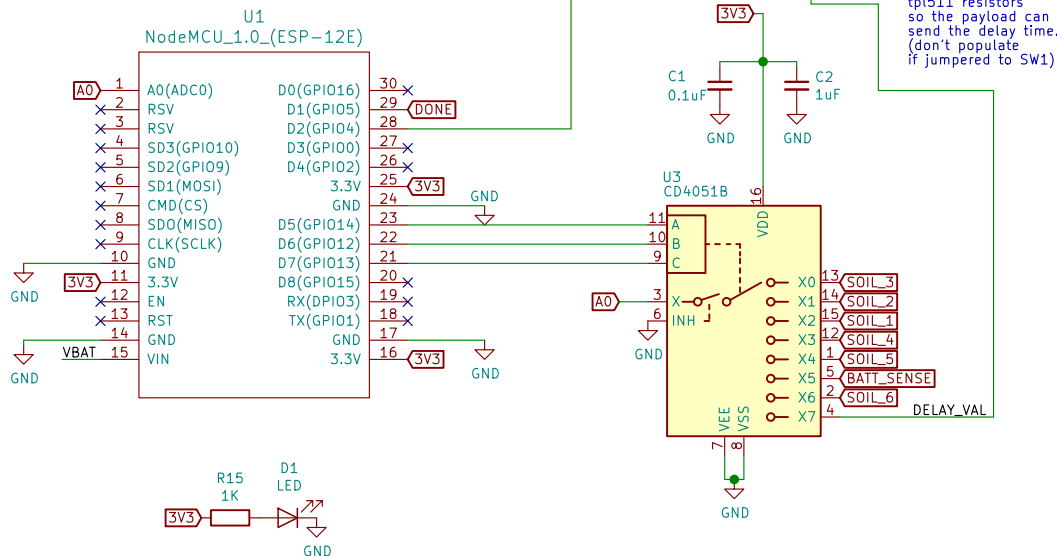 tpl511 resistors
so the payload can
send the delay time.
(don't populate
if jumpered to SW1)
U1
NodeMCU_1.0_(ESP-12E)
A0 1 A0(ADC0) D0(GPIO16) 30
2 RSV D1(GPIO5) 29 DONE
3 RSV D2(GPIO4) 28
4 SD3(GPIO10) D3(GPIO0) 27
5 SD2(GPIO9) D4(GPIO2) 26
6 SD1(MOSI) 3.3V 25 3V3
7 CMD(CS) GND 24 GND
8 SDO(MISO) D5(GPIO14) 23
9 CLK(SCLK) D6(GPIO12) 22
10 GND D7(GPIO13) 21
GND
3V3 11 3.3V D8(GPIO15) 20
12 EN RX(DPIO3) 19
13 RST TX(GPIO1) 18
14 GND GND 17
GND
GND
VBAT 15 VIN 3.3V 16 3V3
3V3
C1
0.1uF
GND
C2
1uF
GND
U3
CD4051B
16 VDD
11 A
10 B
9 C
A0 3 X
6 INH
GND
X0 13 SOIL_3
X1 14 SOIL_2
X2 15 SOIL_1
X3 12 SOIL_4
X4 1 SOIL_5
X5 5 BATT_SENSE
X6 2 SOIL_6
X7 4 DELAY_VAL
VEE 7
VSS 8
GND
R15
1K
D1
LED
3V3
GND